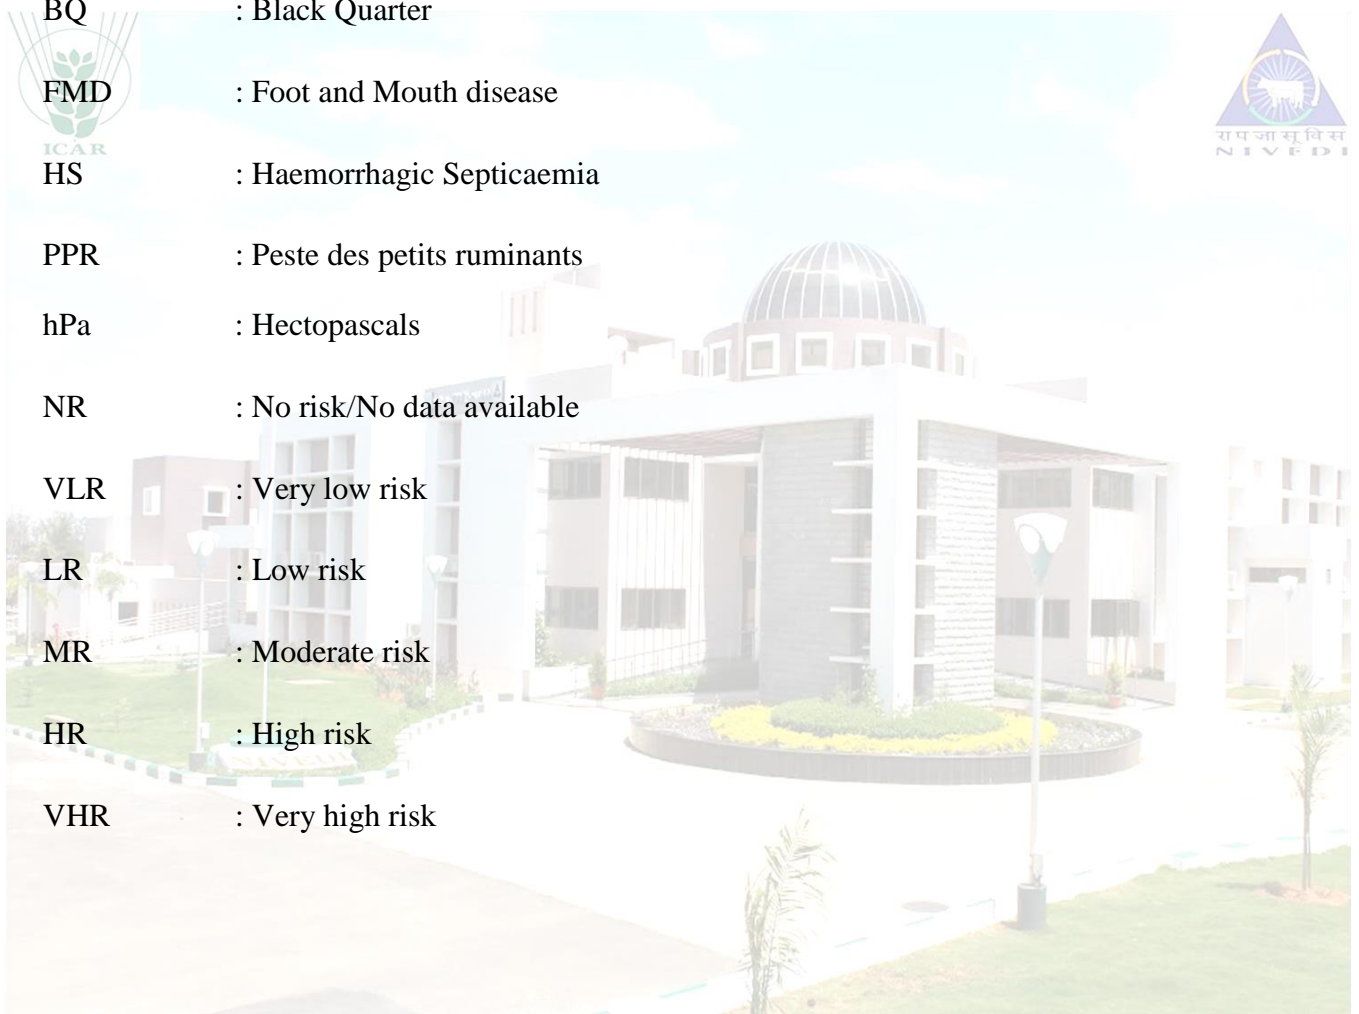 BQ : Black Quarter
FMD : Foot and Mouth disease
ICAR
रा प जा सू वि सं
NIVEDI
HS : Haemorrhagic Septicaemia
PPR : Peste des petits ruminants
hPa : Hectopascals
NR : No risk/No data available
VLR : Very low risk
LR : Low risk
MR : Moderate risk
HR : High risk
NIVEDI
VHR : Very high risk